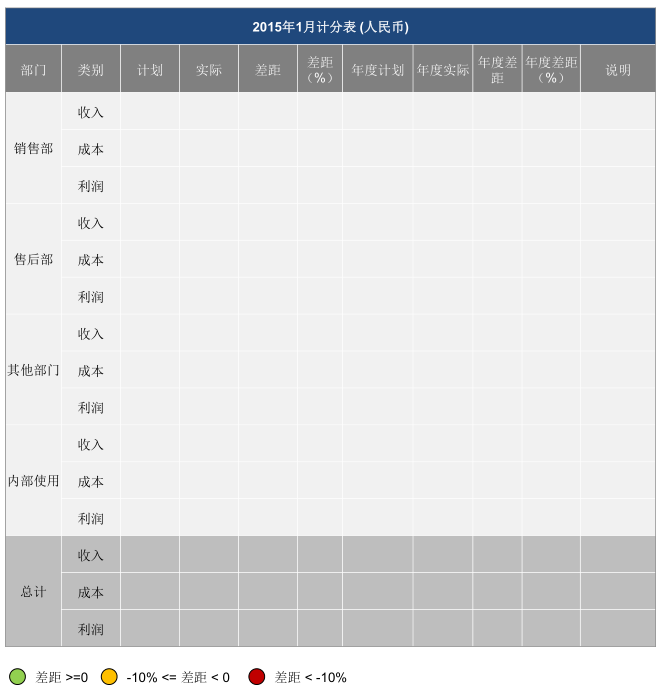 2015年1月计分表 (人民币)
部门 类别 计划 实际 差距 差距（%） 年度计划 年度实际 年度差距 年度差距（%） 说明
销售部 收入
成本
利润
售后部 收入
成本
利润
其他部门 收入
成本
利润
内部使用 收入
成本
利润
总计 收入
成本
利润
差距 >=0 -10% <= 差距 < 0 差距 < -10%